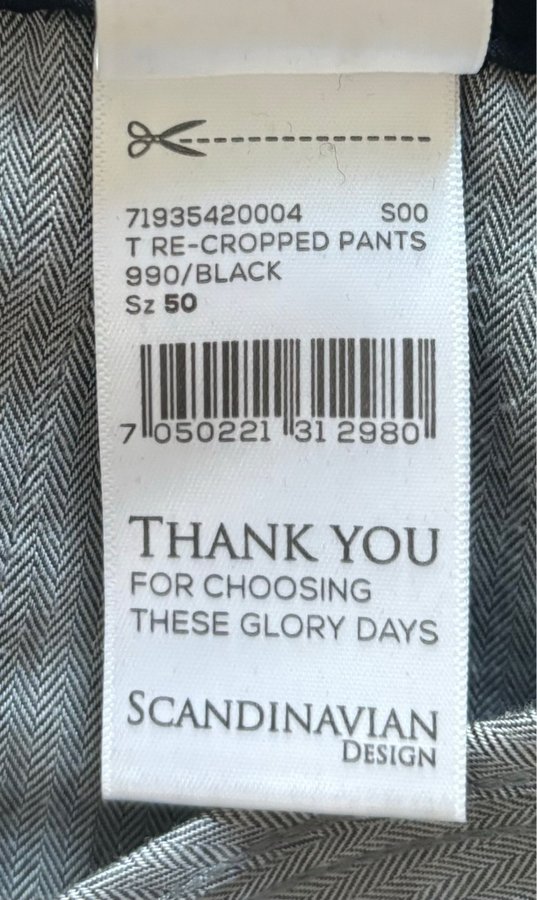 71935420004 S00
T RE-CROPPED PANTS
990/BLACK
Sz 50
7 050221 312980
THANK YOU
FOR CHOOSING
THESE GLORY DAYS
SCANDINAVIAN
DESIGN